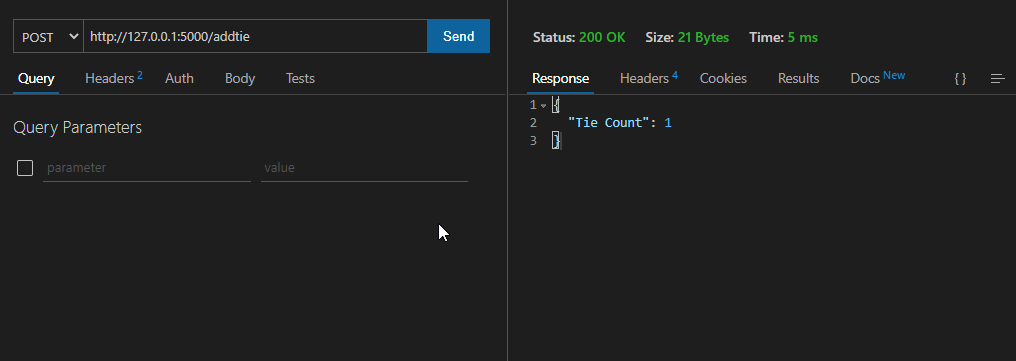 POST http://127.0.0.1:5000/addtie Send
Query Headers 2 Auth Body Tests
Query Parameters
parameter value
Status: 200 OK Size: 21 Bytes Time: 5 ms
Response Headers 4 Cookies Results Docs New { }
1 {
2 "Tie Count": 1
3 }